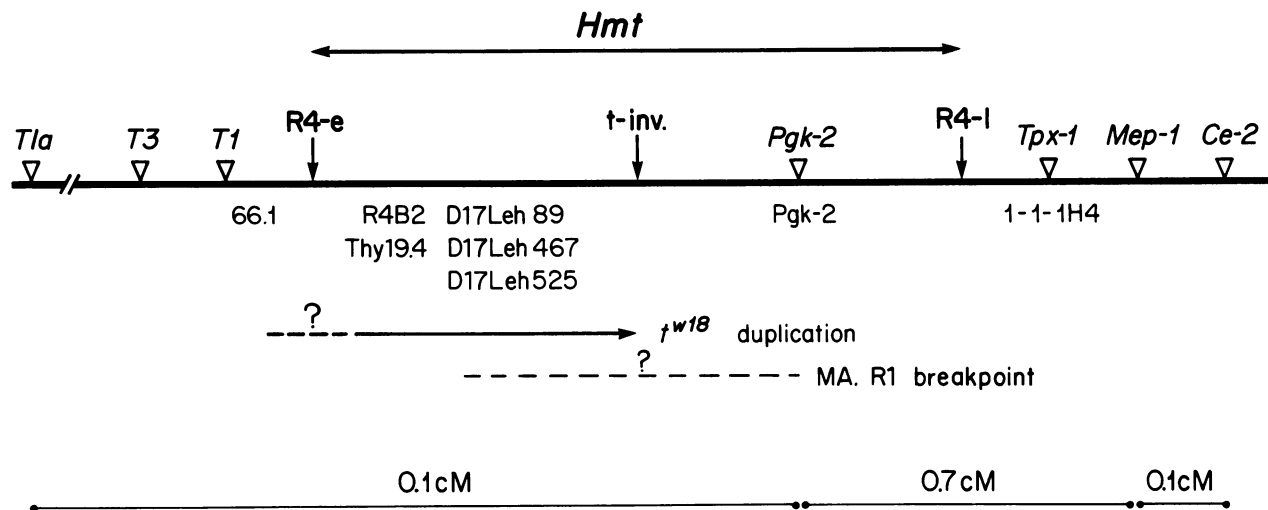 Hmt
Tla T3 T1 R4-e t-inv. Pgk-2 R4-l Tpx-1 Mep-1 Ce-2
66.1 R4B2 D17Leh 89 Pgk-2 1-1-1H4
Thy19.4 D17Leh 467
D17Leh 525
?
t^w18 duplication
?
MA. R1 breakpoint
0.1cM 0.7cM 0.1cM